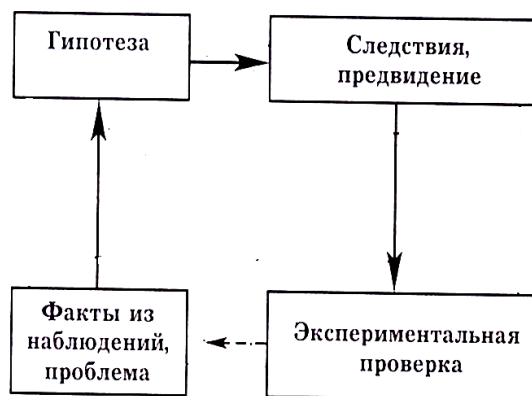 Гипотеза
Следствия,
предвидение
Факты из
наблюдений,
проблема
Экспериментальная
проверка